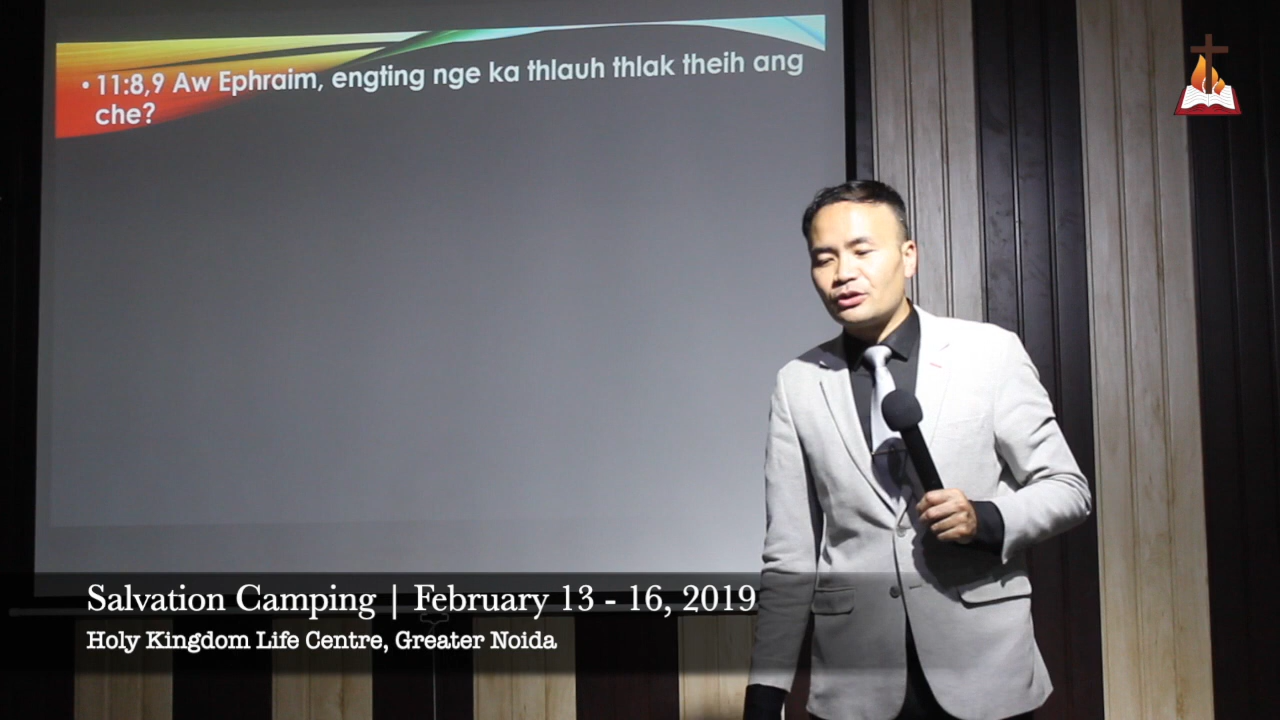 • 11:8,9 Aw Ephraim, engting nge ka thlauh thlak theih ang
che?
Salvation Camping | February 13 - 16, 2019
Holy Kingdom Life Centre, Greater Noida